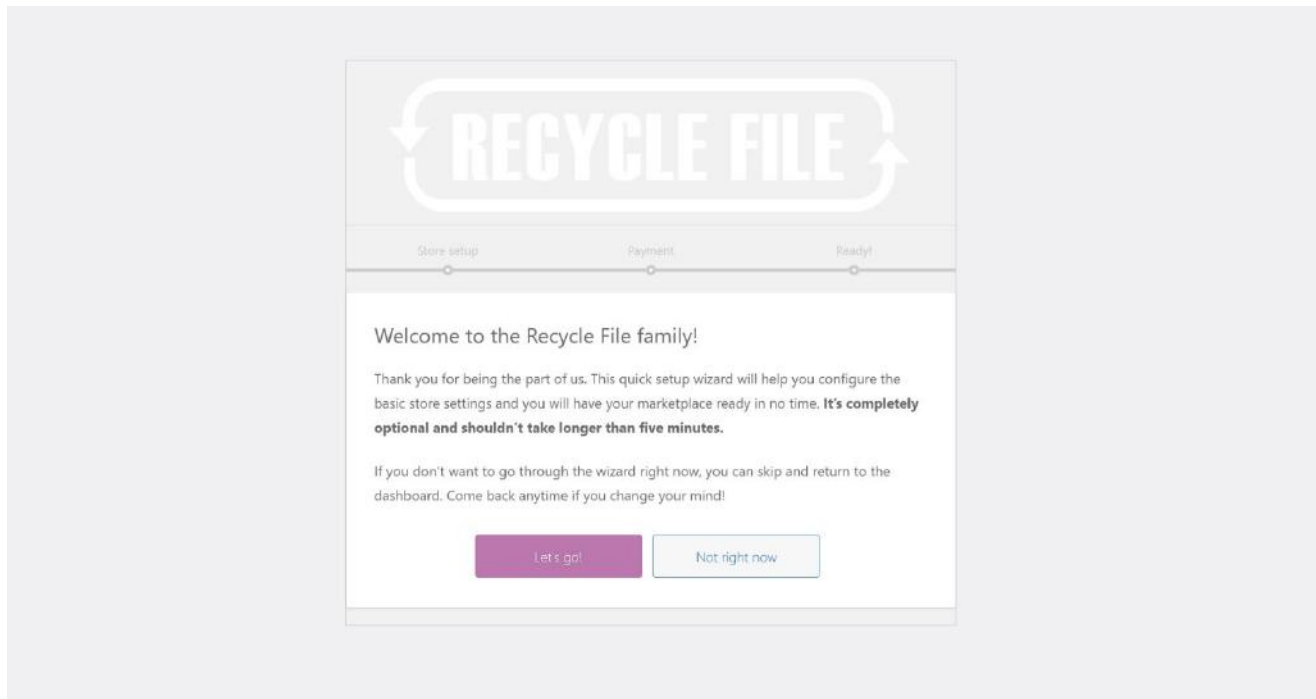 RECYCLE FILE
Store setup Payment Ready!
Welcome to the Recycle File family!
Thank you for being the part of us. This quick setup wizard will help you configure the
basic store settings and you will have your marketplace ready in no time. It's completely
optional and shouldn't take longer than five minutes.
If you don't want to go through the wizard right now, you can skip and return to the
dashboard. Come back anytime if you change your mind!
Let's go! Not right now